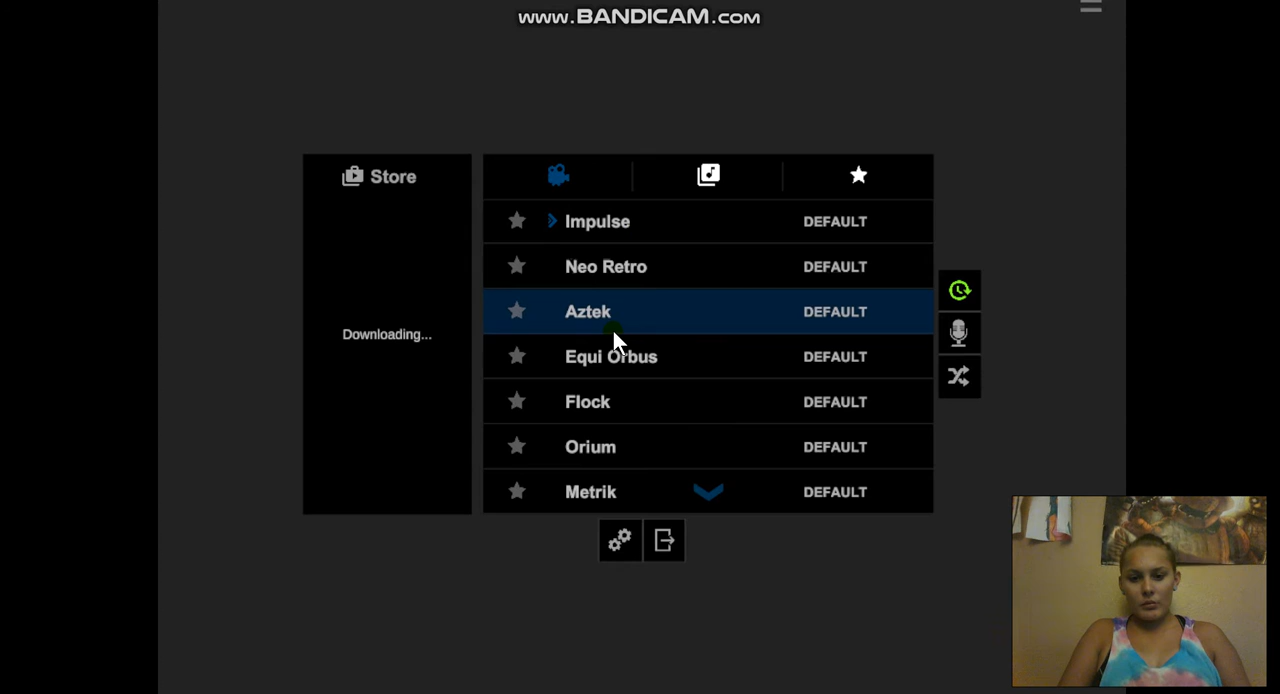 www.BANDICAM.com
Store
Downloading...
Impulse DEFAULT
Neo Retro DEFAULT
Aztek DEFAULT
Equi Orbus DEFAULT
Flock DEFAULT
Orium DEFAULT
Metrik DEFAULT